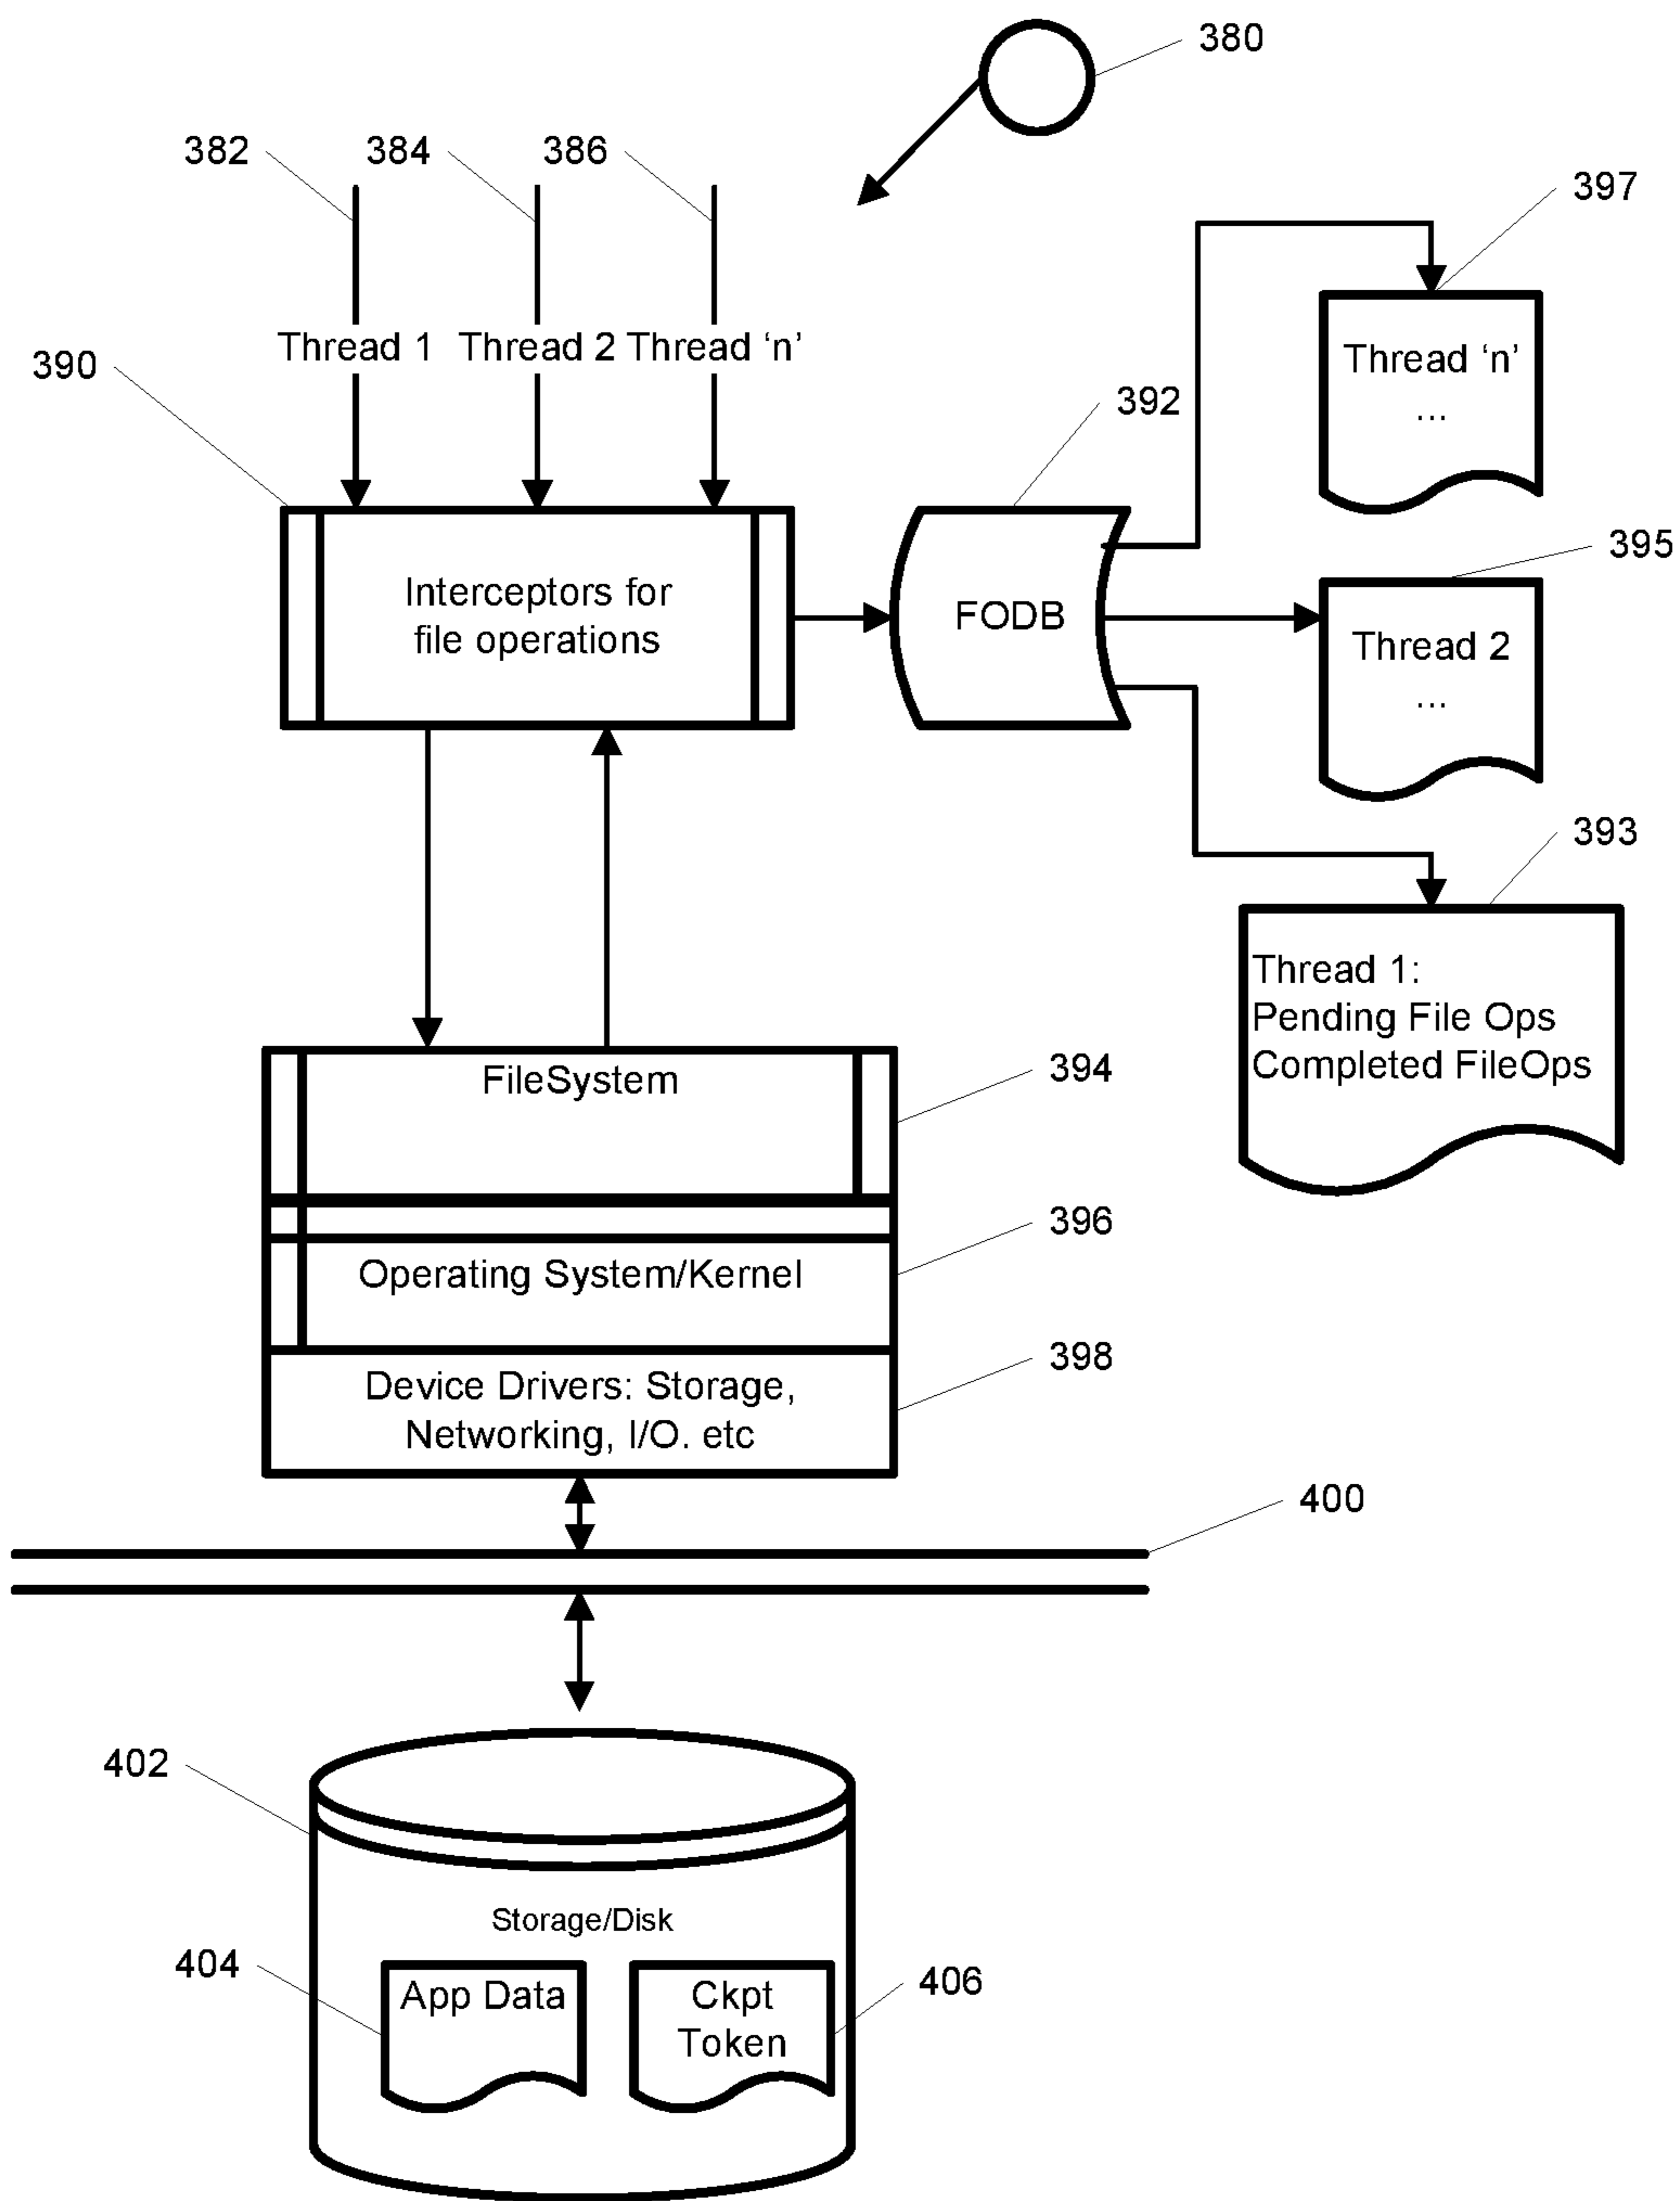 380
382
384
386
397
Thread 1
Thread 2
Thread ‘n’
390
Thread ‘n’
...
392
395
Interceptors for
file operations
FODB
Thread 2
...
393
Thread 1:
Pending File Ops
Completed FileOps
FileSystem
394
396
Operating System/Kernel
398
Device Drivers: Storage,
Networking, I/O. etc
400
402
Storage/Disk
404
App Data
Ckpt
Token
406